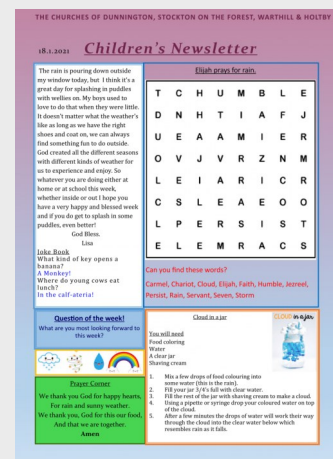 THE CHURCHES OF DUNNINGTON, STOCKTON ON THE FOREST, WARTHILL & HOLTBY
18.1.2021 Children's Newsletter
The rain is pouring down outside
my window today, but I think it's a
great day for splashing in puddles
with wellies on. My boys used to
love to do that when they were little.
It doesn't matter what the weather's
like as long as we have the right
shoes and coat on, we can always
find something fun to do outside.
God created all the different seasons
with different kinds of weather for
us to experience and enjoy. So
whatever you are doing either at
home or at school this week,
whether inside or out I hope you
have a very happy and blessed week
and if you do get to splash in some
puddles, even better!
God Bless.
Lisa
Joke Book
What kind of key opens a
banana?
A Monkey!
Where do young cows eat
lunch?
In the calf-ateria!
Elijah prays for rain.
T C H U M B L E
D N H T I A F J
U E A A M I E R
O V J V R Z N M
L E I A R I C R
C S L E A E O O
L P E R S I S T
E L E M R A C S
Can you find these words?
Carmel, Chariot, Cloud, Elijah, Faith, Humble, Jezreel,
Persist, Rain, Servant, Seven, Storm
Question of the week!
What are you most looking forward to
this week?
Prayer Corner
We thank you God for happy hearts,
For rain and sunny weather.
We thank you, God for this our food,
And that we are together.
Amen
Cloud in a jar
CLOUD in a jar
You will need
Food coloring
Water
A clear jar
Shaving cream
1. Mix a few drops of food colouring into
some water (this is the rain).
2. Fill your jar 3/4's full with clear water.
3. Fill the rest of the jar with shaving cream to make a cloud.
4. Using a pipette or syringe drop your coloured water on top
of the cloud.
5. After a few minutes the drops of water will work their way
through the cloud into the clear water below which
resembles rain as it falls.